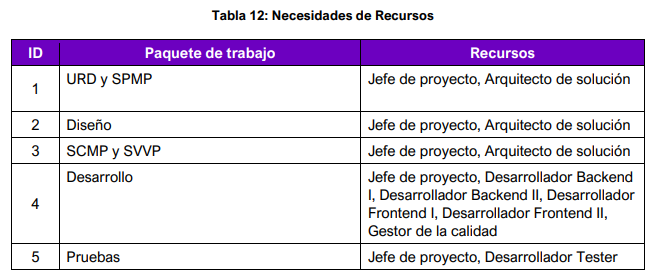 Tabla 12: Necesidades de Recursos
ID Paquete de trabajo Recursos
1 URD y SPMP Jefe de proyecto, Arquitecto de solución
2 Diseño Jefe de proyecto, Arquitecto de solución
3 SCMP y SVVP Jefe de proyecto, Arquitecto de solución
4 Desarrollo Jefe de proyecto, Desarrollador Backend
I, Desarrollador Backend II, Desarrollador
Frontend I, Desarrollador Frontend II,
Gestor de la calidad
5 Pruebas Jefe de proyecto, Desarrollador Tester